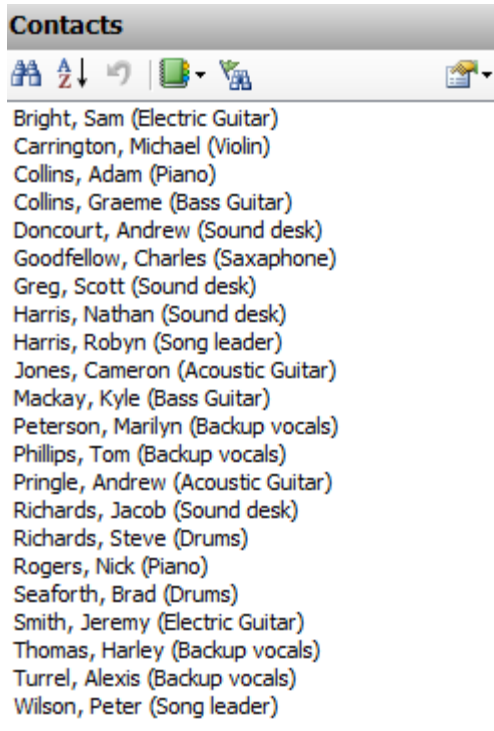 Contacts
Bright, Sam (Electric Guitar)
Carrington, Michael (Violin)
Collins, Adam (Piano)
Collins, Graeme (Bass Guitar)
Doncourt, Andrew (Sound desk)
Goodfellow, Charles (Saxaphone)
Greg, Scott (Sound desk)
Harris, Nathan (Sound desk)
Harris, Robyn (Song leader)
Jones, Cameron (Acoustic Guitar)
Mackay, Kyle (Bass Guitar)
Peterson, Marilyn (Backup vocals)
Phillips, Tom (Backup vocals)
Pringle, Andrew (Acoustic Guitar)
Richards, Jacob (Sound desk)
Richards, Steve (Drums)
Rogers, Nick (Piano)
Seaforth, Brad (Drums)
Smith, Jeremy (Electric Guitar)
Thomas, Harley (Backup vocals)
Turrel, Alexis (Backup vocals)
Wilson, Peter (Song leader)